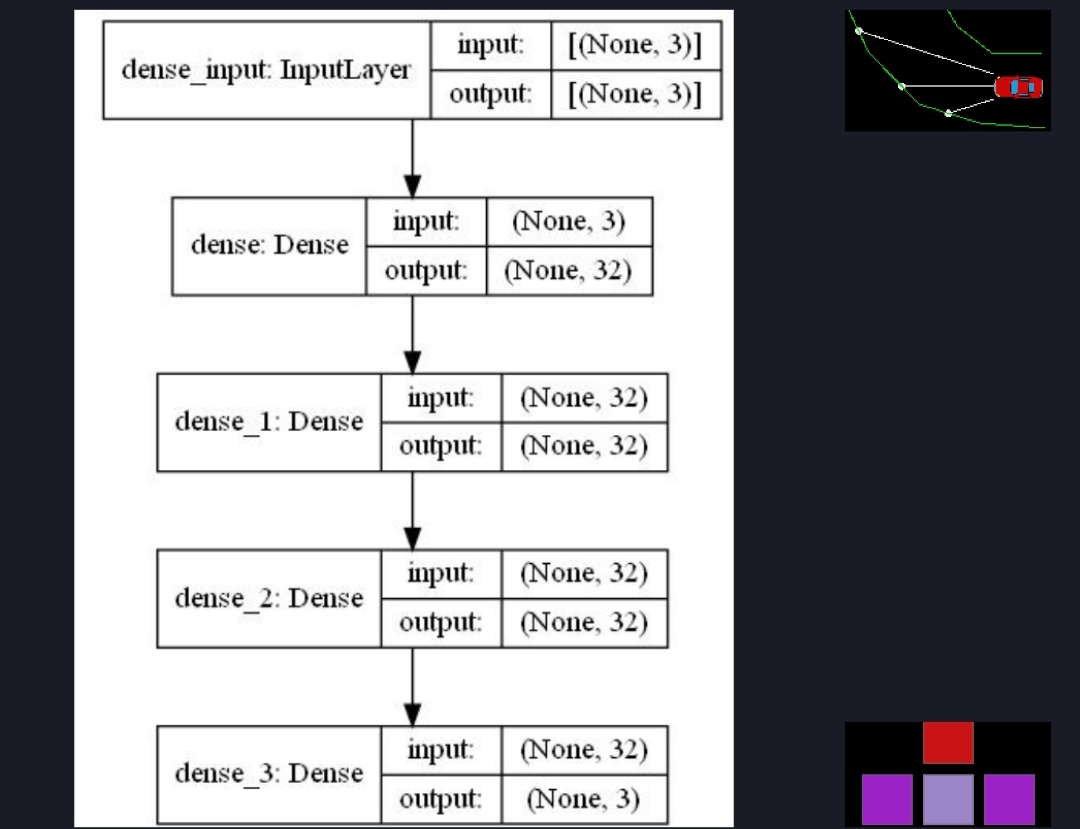 dense_input: InputLayer
input: [(None, 3)]
output: [(None, 3)]
dense: Dense
input: (None, 3)
output: (None, 32)
dense_1: Dense
input: (None, 32)
output: (None, 32)
dense_2: Dense
input: (None, 32)
output: (None, 32)
dense_3: Dense
input: (None, 32)
output: (None, 3)